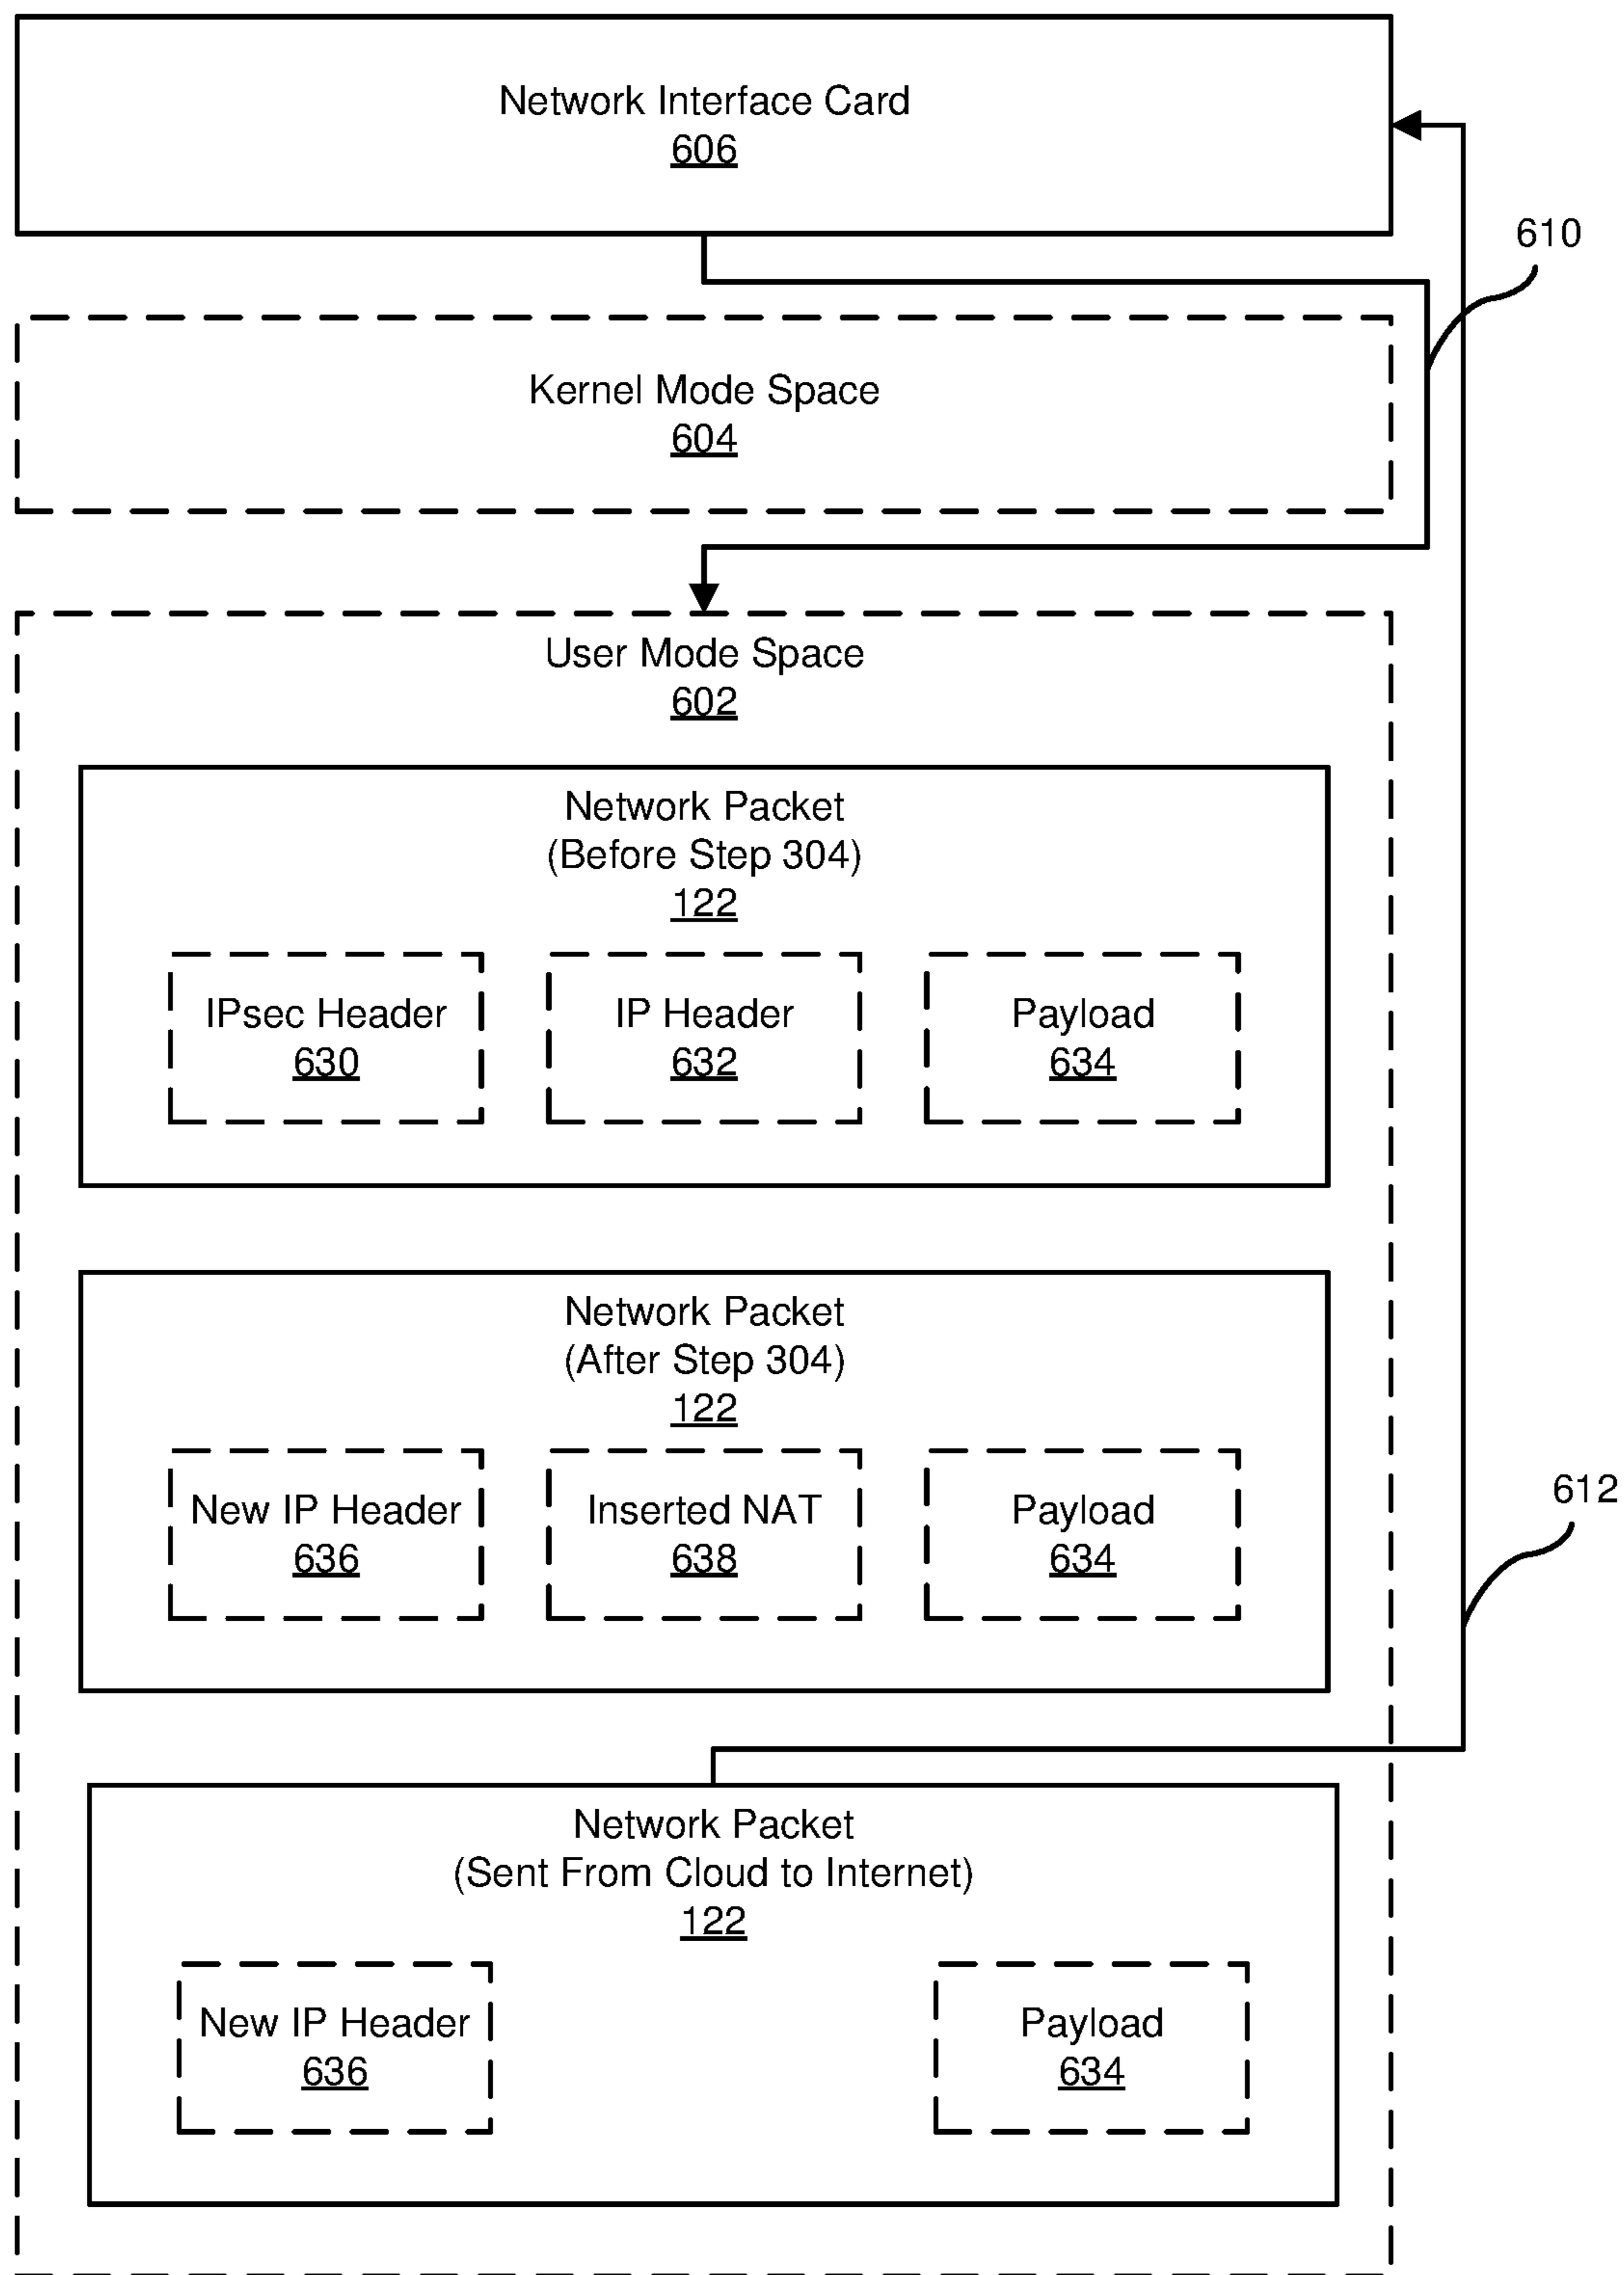 Network Interface Card
606
610
Kernel Mode Space
604
User Mode Space
602
Network Packet
(Before Step 304)
122
IPsec Header
630
IP Header
632
Payload
634
Network Packet
(After Step 304)
122
New IP Header
636
Inserted NAT
638
Payload
634
612
Network Packet
(Sent From Cloud to Internet)
122
New IP Header
636
Payload
634